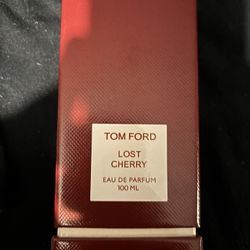 TOM FORD
LOST
CHERRY
EAU DE PARFUM
100 ML